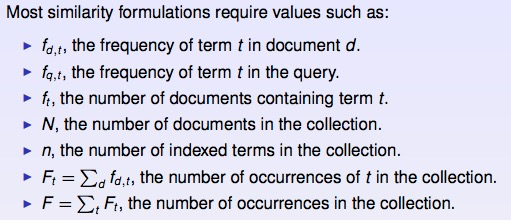 Most similarity formulations require values such as:
▶ f_{d,t}, the frequency of term t in document d.
▶ f_{q,t}, the frequency of term t in the query.
▶ f_t, the number of documents containing term t.
▶ N, the number of documents in the collection.
▶ n, the number of indexed terms in the collection.
▶ F_t = ∑_d f_{d,t}, the number of occurrences of t in the collection.
▶ F = ∑_t F_t, the number of occurrences in the collection.